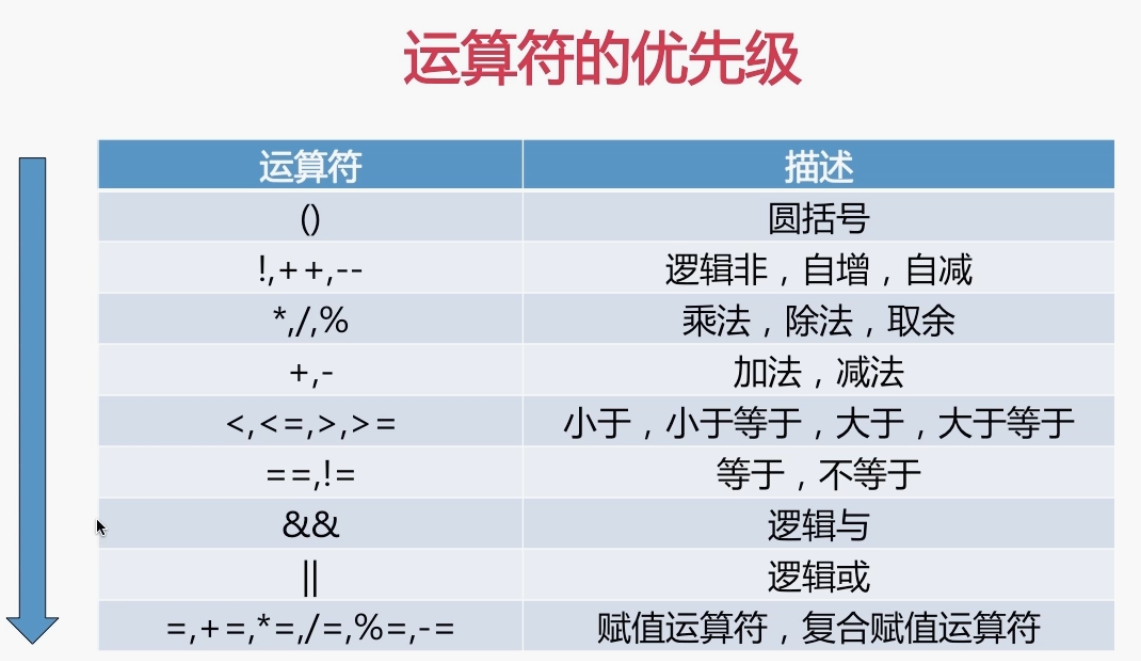 运算符的优先级
运算符 描述
() 圆括号
!,++,-- 逻辑非，自增，自减
*,/,% 乘法，除法，取余
+,- 加法，减法
<,<=,>,>= 小于，小于等于，大于，大于等于
==,!= 等于，不等于
&& 逻辑与
|| 逻辑或
=,+=,*=,/=,%=,-= 赋值运算符，复合赋值运算符